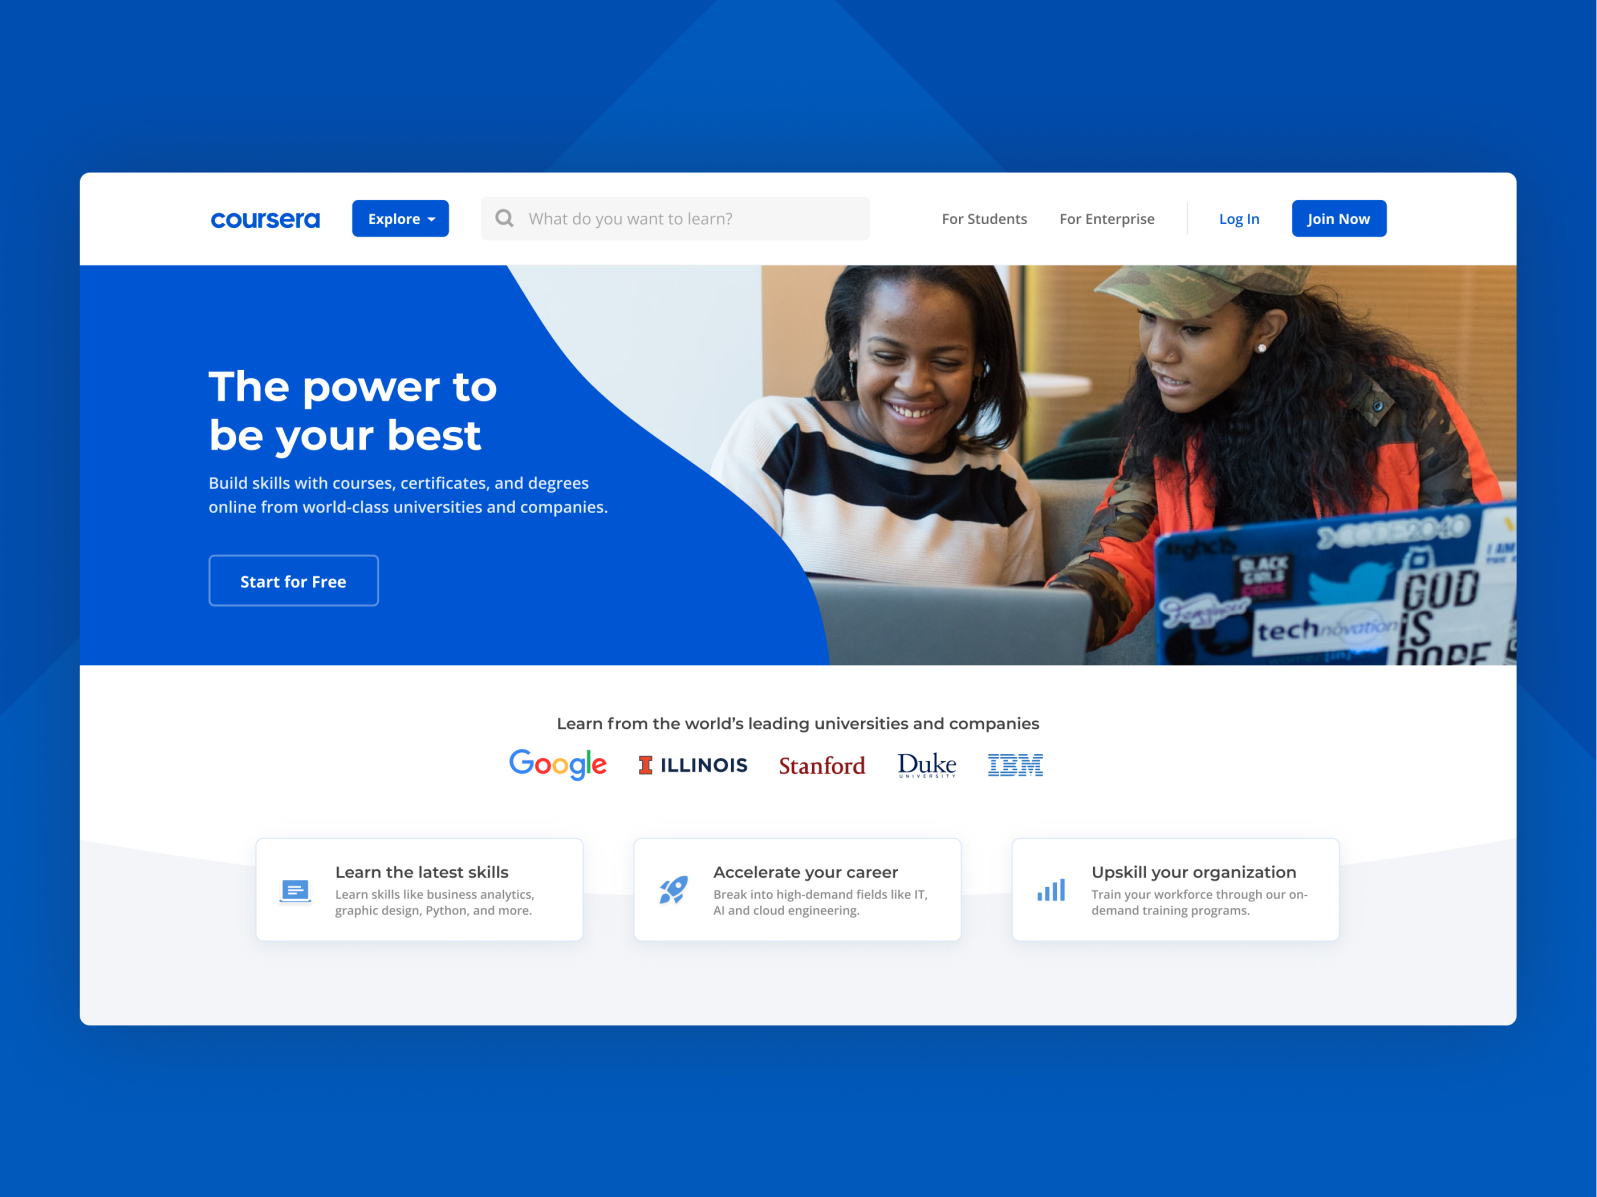 coursera
Explore
What do you want to learn?
For Students
For Enterprise
Log In
Join Now
The power to
be your best
Build skills with courses, certificates, and degrees
online from world-class universities and companies.
Start for Free
CODE2040
BLACK
GIRLS
CODE
I AM
GOD
IS
DOPE
technovation
Learn from the world's leading universities and companies
Google
I ILLINOIS
Stanford
Duke
UNIVERSITY
IBM
Learn the latest skills
Learn skills like business analytics,
graphic design, Python, and more.
Accelerate your career
Break into high-demand fields like IT,
AI and cloud engineering.
Upskill your organization
Train your workforce through our on-
demand training programs.